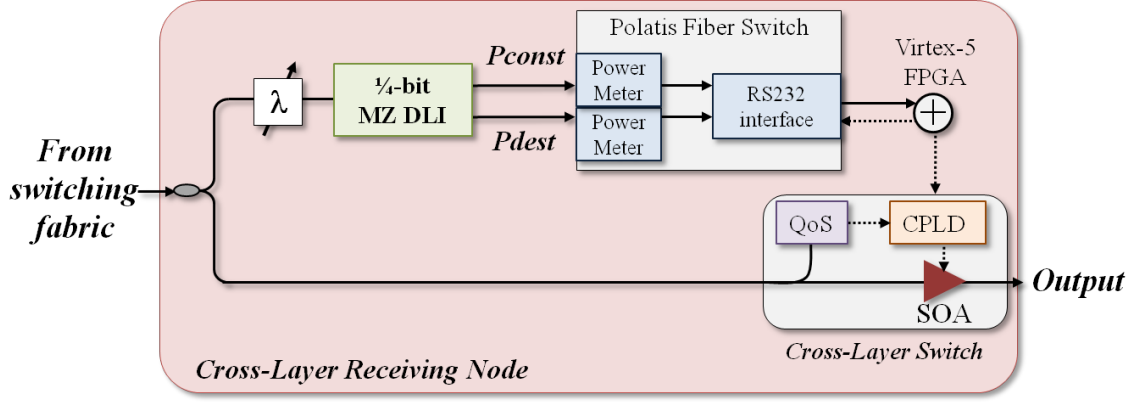 Polatis Fiber Switch
Virtex-5
FPGA
Pconst
Power
Meter
λ
¼-bit
MZ DLI
RS232
interface
Pdest
Power
Meter
From
switching
fabric
QoS
CPLD
Output
SOA
Cross-Layer Switch
Cross-Layer Receiving Node